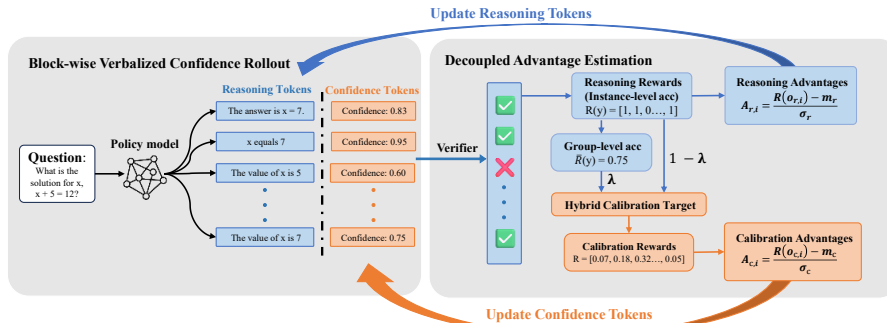 Update Reasoning Tokens
Block-wise Verbalized Confidence Rollout
Reasoning Tokens
Confidence Tokens
Policy model
Question:
What is the
solution for x,
x + 5 = 12?
The answer is x = 7.
Confidence: 0.83
x equals 7
Confidence: 0.95
The value of x is 5
Confidence: 0.60
The value of x is 7
Confidence: 0.75
Verifier
Decoupled Advantage Estimation
Reasoning Rewards
(Instance-level acc)
R(y) = [1, 1, 0…, 1]
Group-level acc
R̄(y) = 0.75
λ
1 − λ
Hybrid Calibration Target
Calibration Rewards
R = [0.07, 0.18, 0.32…, 0.05]
Reasoning Advantages
A_{r,i} = (R(o_{r,i}) − m_r) / σ_r
Calibration Advantages
A_{c,i} = (R(o_{c,i}) − m_c) / σ_c
Update Confidence Tokens